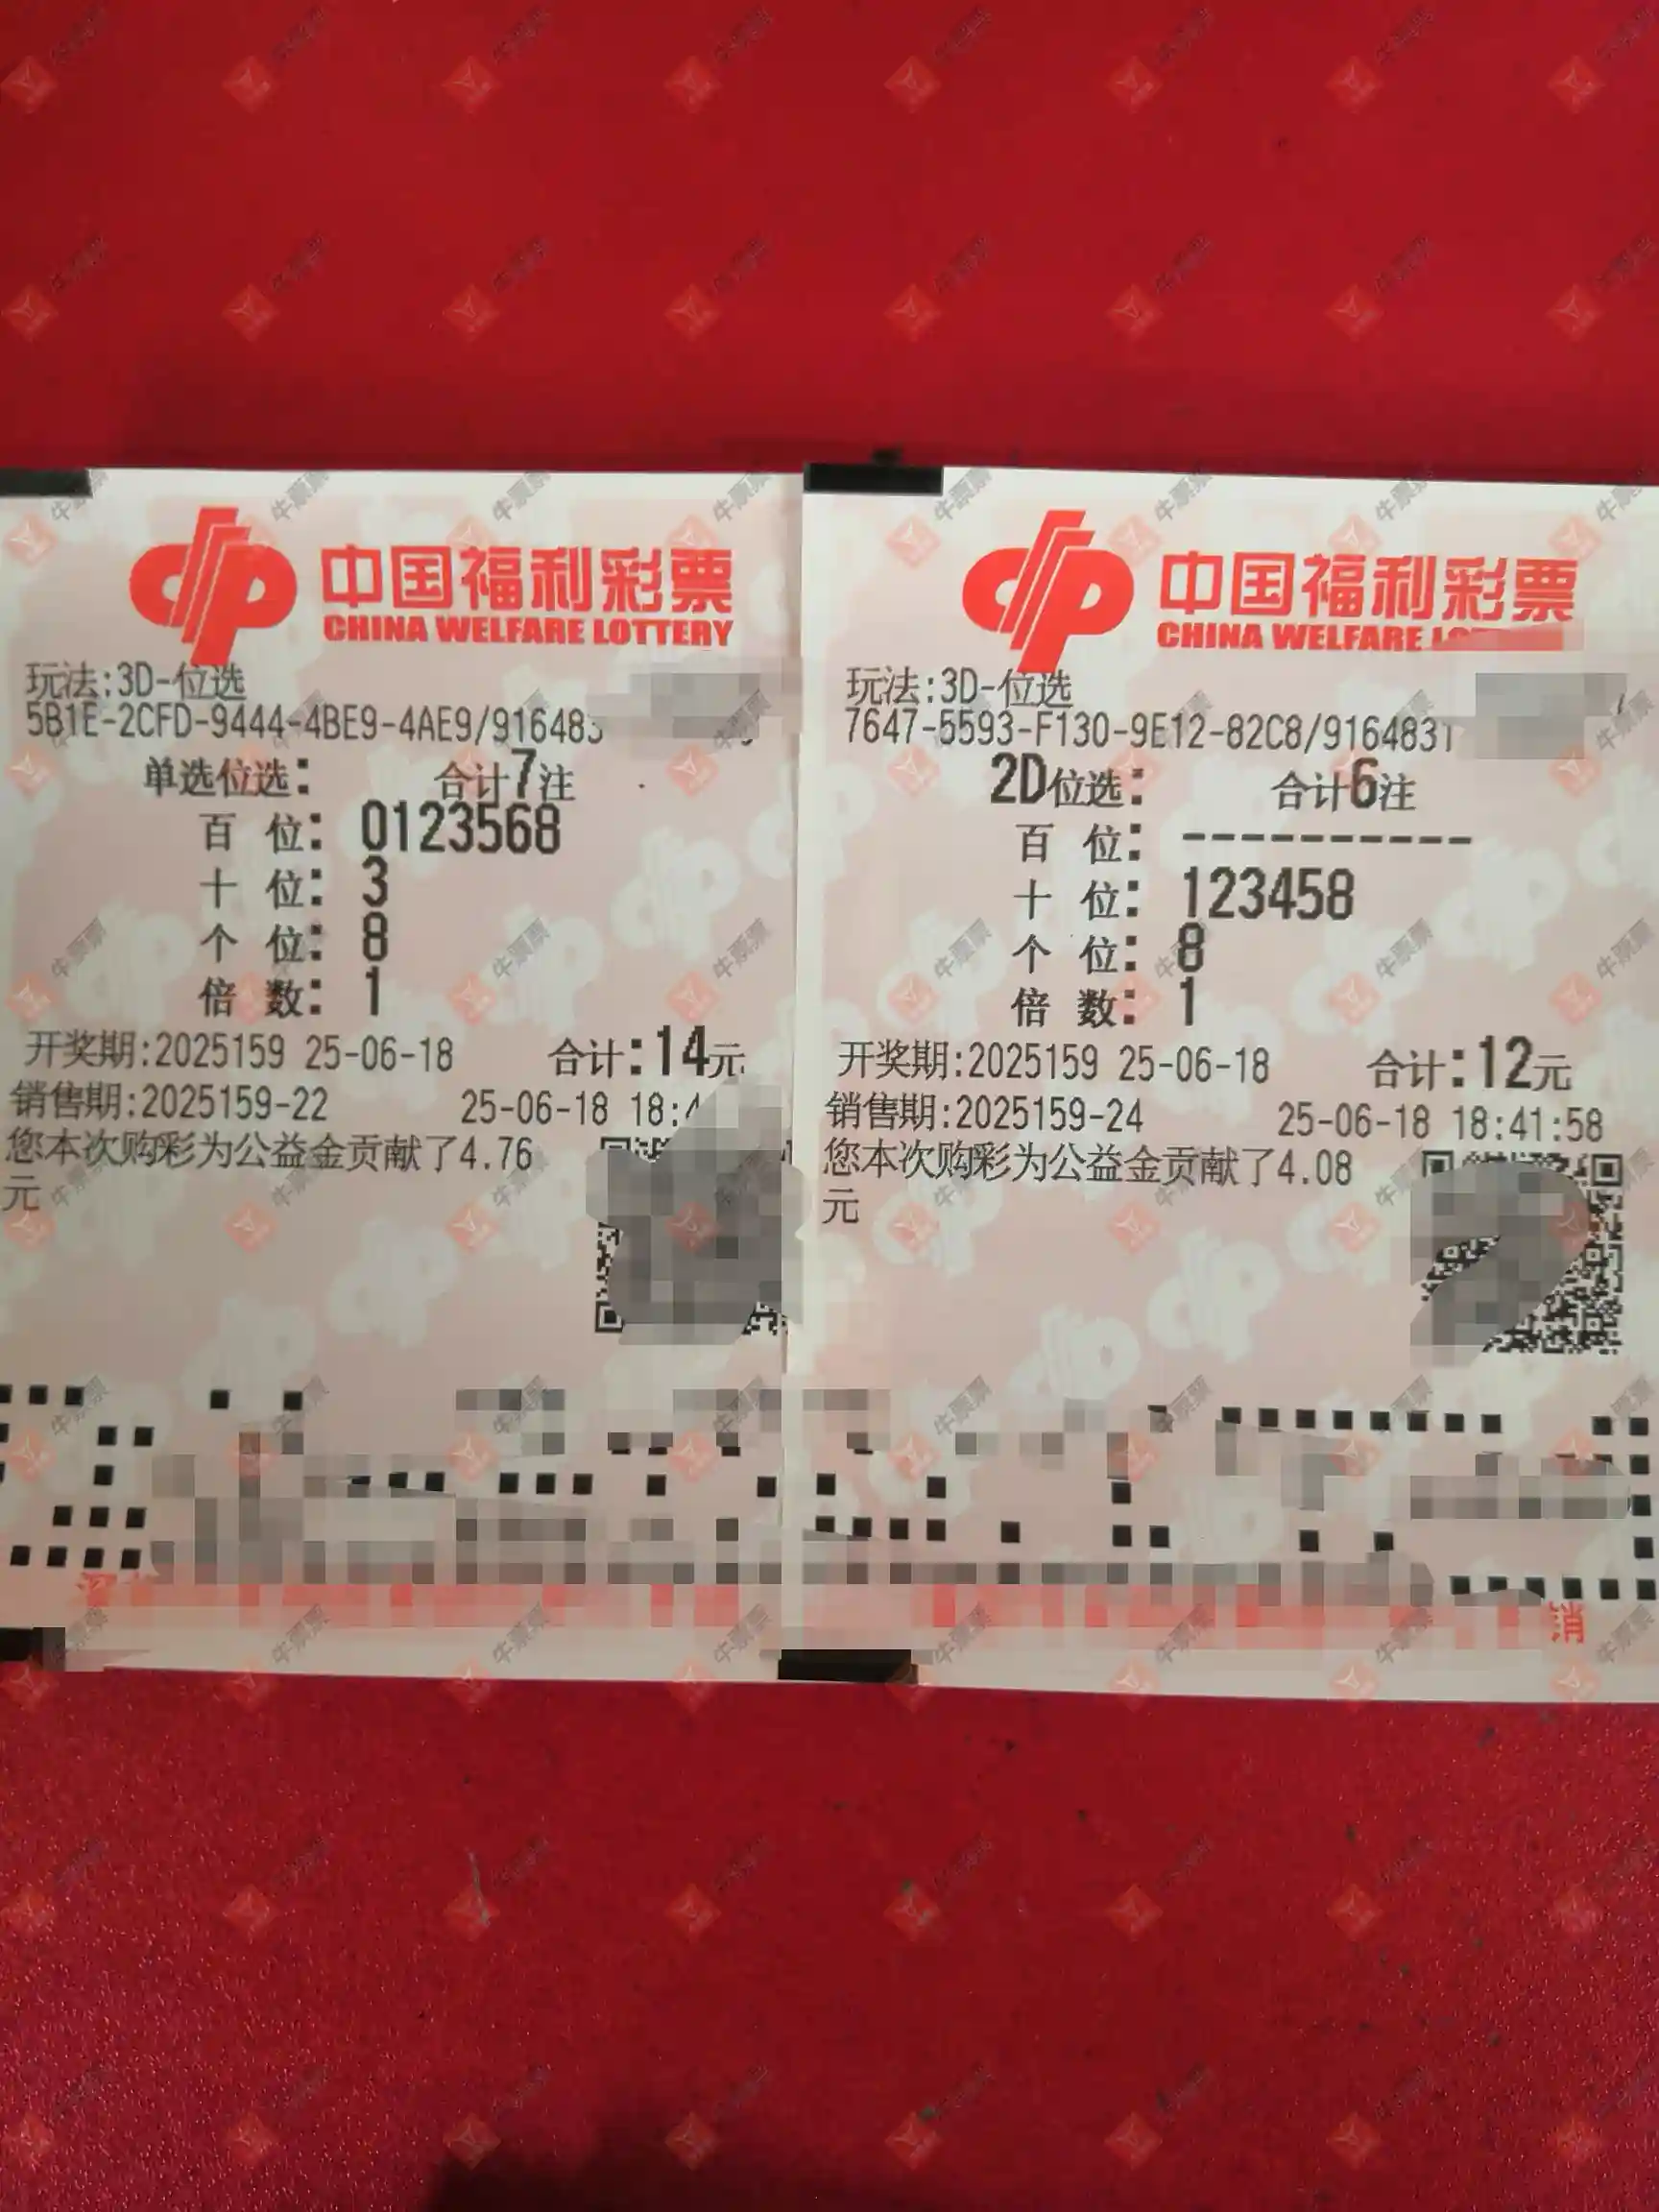 中国福利彩票
CHINA WELFARE LOTTERY
玩法:3D-位选
5B1E-2CFD-9444-4BE9-4AE9/916483
单选位选: 合计7注
百 位: 0123568
十 位: 3
个 位: 8
倍 数: 1
开奖期:2025159 25-06-18 合计:14元
销售期:2025159-22 25-06-18 18:4
您本次购彩为公益金贡献了4.76
元
中国福利彩票
CHINA WELFARE
玩法:3D-位选
7647-5593-F130-9E12-82C8/9164831
2D位选: 合计6注
百 位: ----------
十 位: 123458
个 位: 8
倍 数: 1
开奖期:2025159 25-06-18 合计:12元
销售期:2025159-24 25-06-18 18:41:58
您本次购彩为公益金贡献了4.08
元
消
牛票票